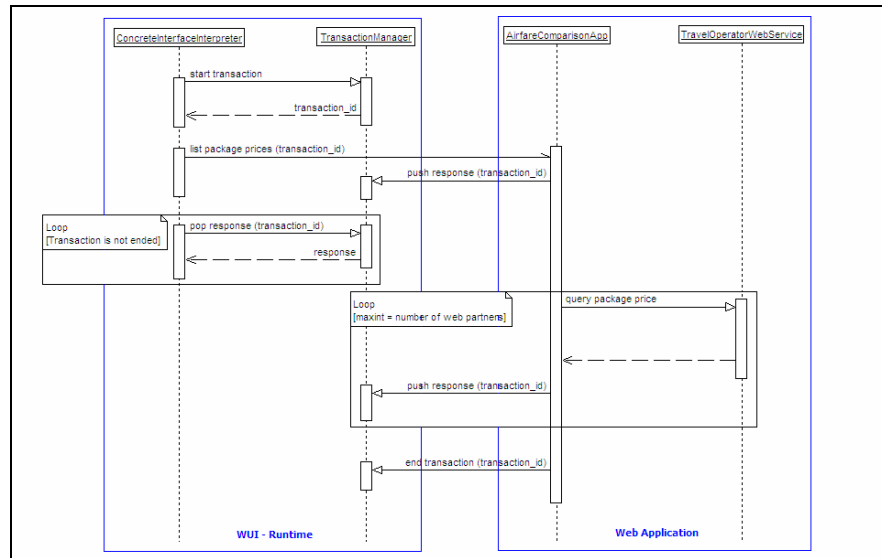 ConcreteInterfaceInterpreter
TransactionManager
AirfareComparisonApp
TravelOperatorWebService
start transaction
transaction_id
list package prices (transaction_id)
push response (transaction_id)
Loop
[Transaction is not ended]
pop response (transaction_id)
response
Loop
[maxint = number of web partners]
query package price
push response (transaction_id)
end transaction (transaction_id)
WUI - Runtime
Web Application